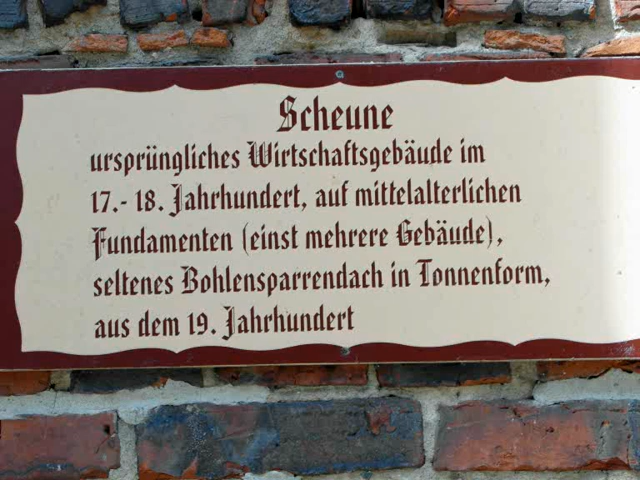 Scheune
ursprüngliches Wirtschaftsgebäude im
17.- 18. Jahrhundert, auf mittelalterlichen
Fundamenten (einst mehrere Gebäude),
seltenes Bohlensparrendach in Tonnenform,
aus dem 19. Jahrhundert